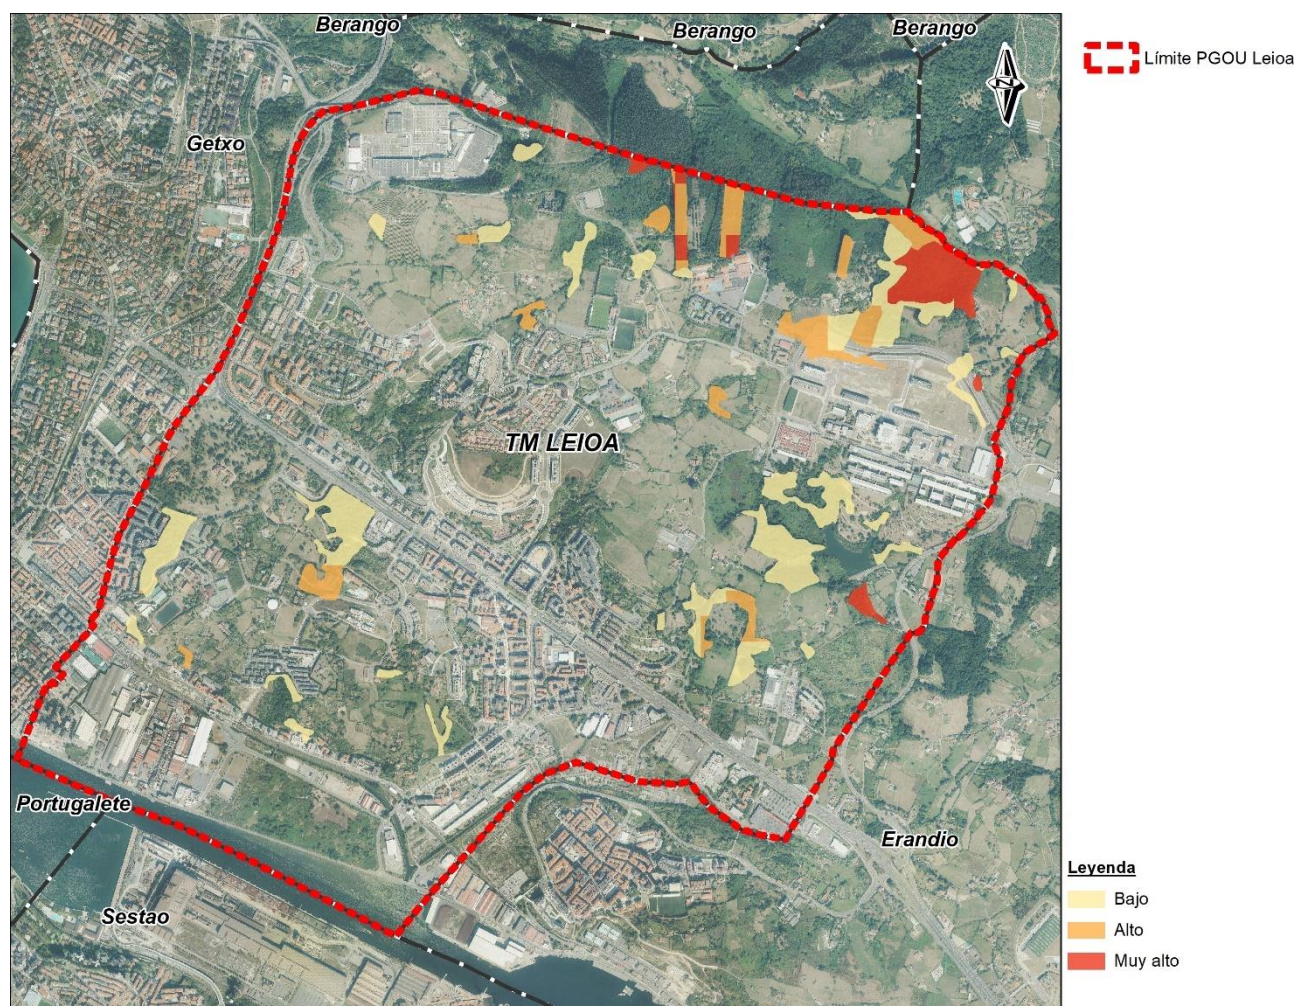 Berango
Berango
Berango
Límite PGOU Leioa
N
Getxo
TM LEIOA
Portugalete
Erandio
Sestao
Leyenda
Bajo
Alto
Muy alto